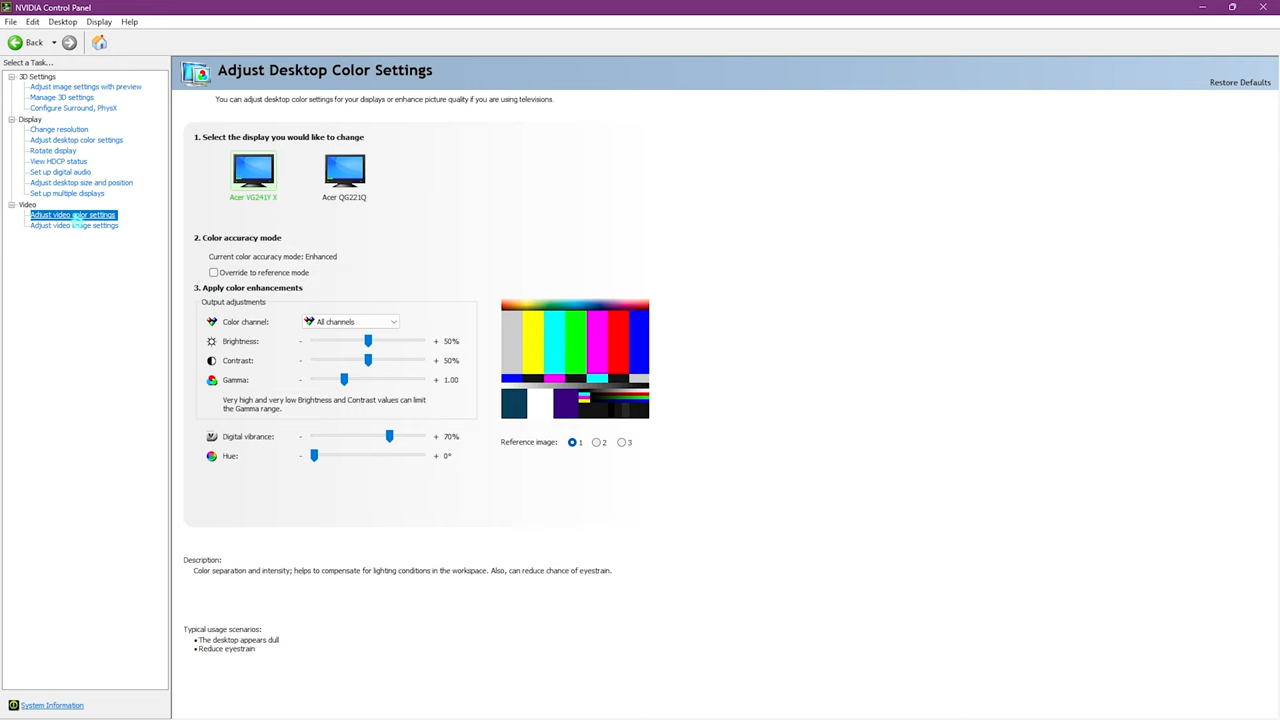 NVIDIA Control Panel
File Edit Desktop Display Help
Back
Select a Task...
3D Settings
Adjust image settings with preview
Manage 3D settings
Configure Surround, PhysX
Display
Change resolution
Adjust desktop color settings
Rotate display
View HDCP status
Set up digital audio
Adjust desktop size and position
Set up multiple displays
Video
Adjust video color settings
Adjust video image settings
System Information
Adjust Desktop Color Settings
Restore Defaults
You can adjust desktop color settings for your displays or enhance picture quality if you are using televisions.
1. Select the display you would like to change
Acer VG241Y X
Acer QG221Q
2. Color accuracy mode
Current color accuracy mode: Enhanced
Override to reference mode
3. Apply color enhancements
Output adjustments
Color channel: All channels
Brightness: - + 50%
Contrast: - + 50%
Gamma: - + 1.00
Very high and very low Brightness and Contrast values can limit
the Gamma range.
Digital vibrance: - + 70%
Hue: - + 0°
Reference image: 1 2 3
Description:
Color separation and intensity; helps to compensate for lighting conditions in the workspace. Also, can reduce chance of eyestrain.
Typical usage scenarios:
• The desktop appears dull
• Reduce eyestrain